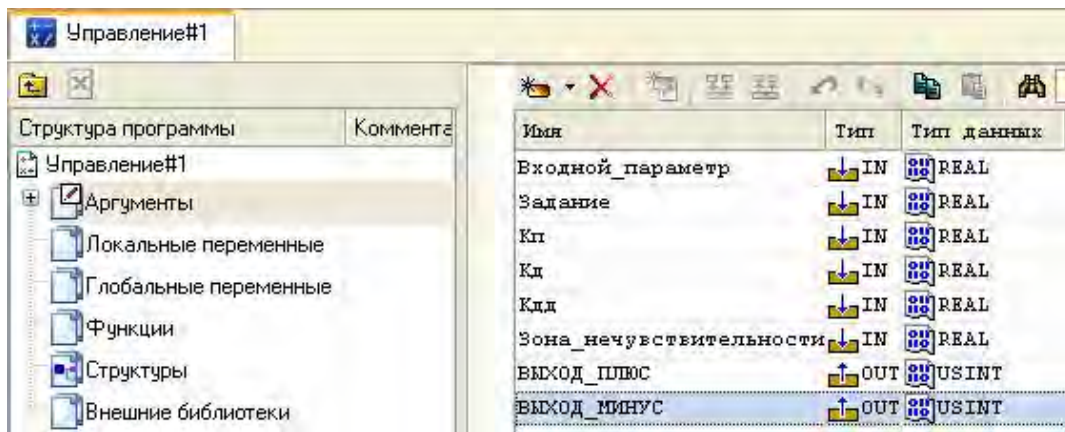 Управление#1
Структура программы Коммента
Управление#1
Аргументы
Локальные переменные
Глобальные переменные
Функции
Структуры
Внешние библиотеки
Имя Тип Тип данных
Входной_параметр IN REAL
Задание IN REAL
Кп IN REAL
Кд IN REAL
Кдд IN REAL
Зона_нечувствительности IN REAL
ВЫХОД_ПЛЮС OUT USINT
ВЫХОД_МИНУС OUT USINT